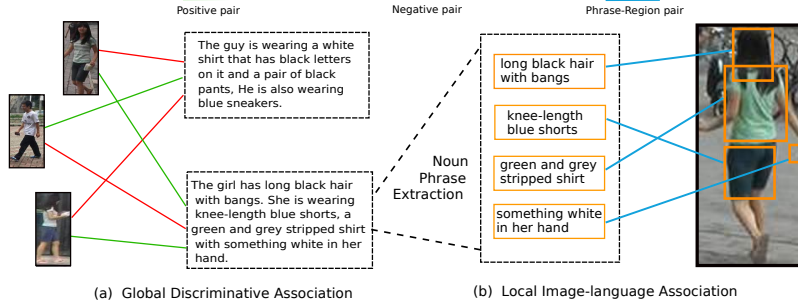 Positive pair
Negative pair
Phrase-Region pair
The guy is wearing a white
shirt that has black letters
on it and a pair of black
pants, He is also wearing
blue sneakers.
The girl has long black hair
with bangs. She is wearing
knee-length blue shorts, a
green and grey stripped shirt
with something white in her
hand.
Noun
Phrase
Extraction
long black hair
with bangs
knee-length
blue shorts
green and grey
stripped shirt
something white
in her hand
(a) Global Discriminative Association
(b) Local Image-language Association